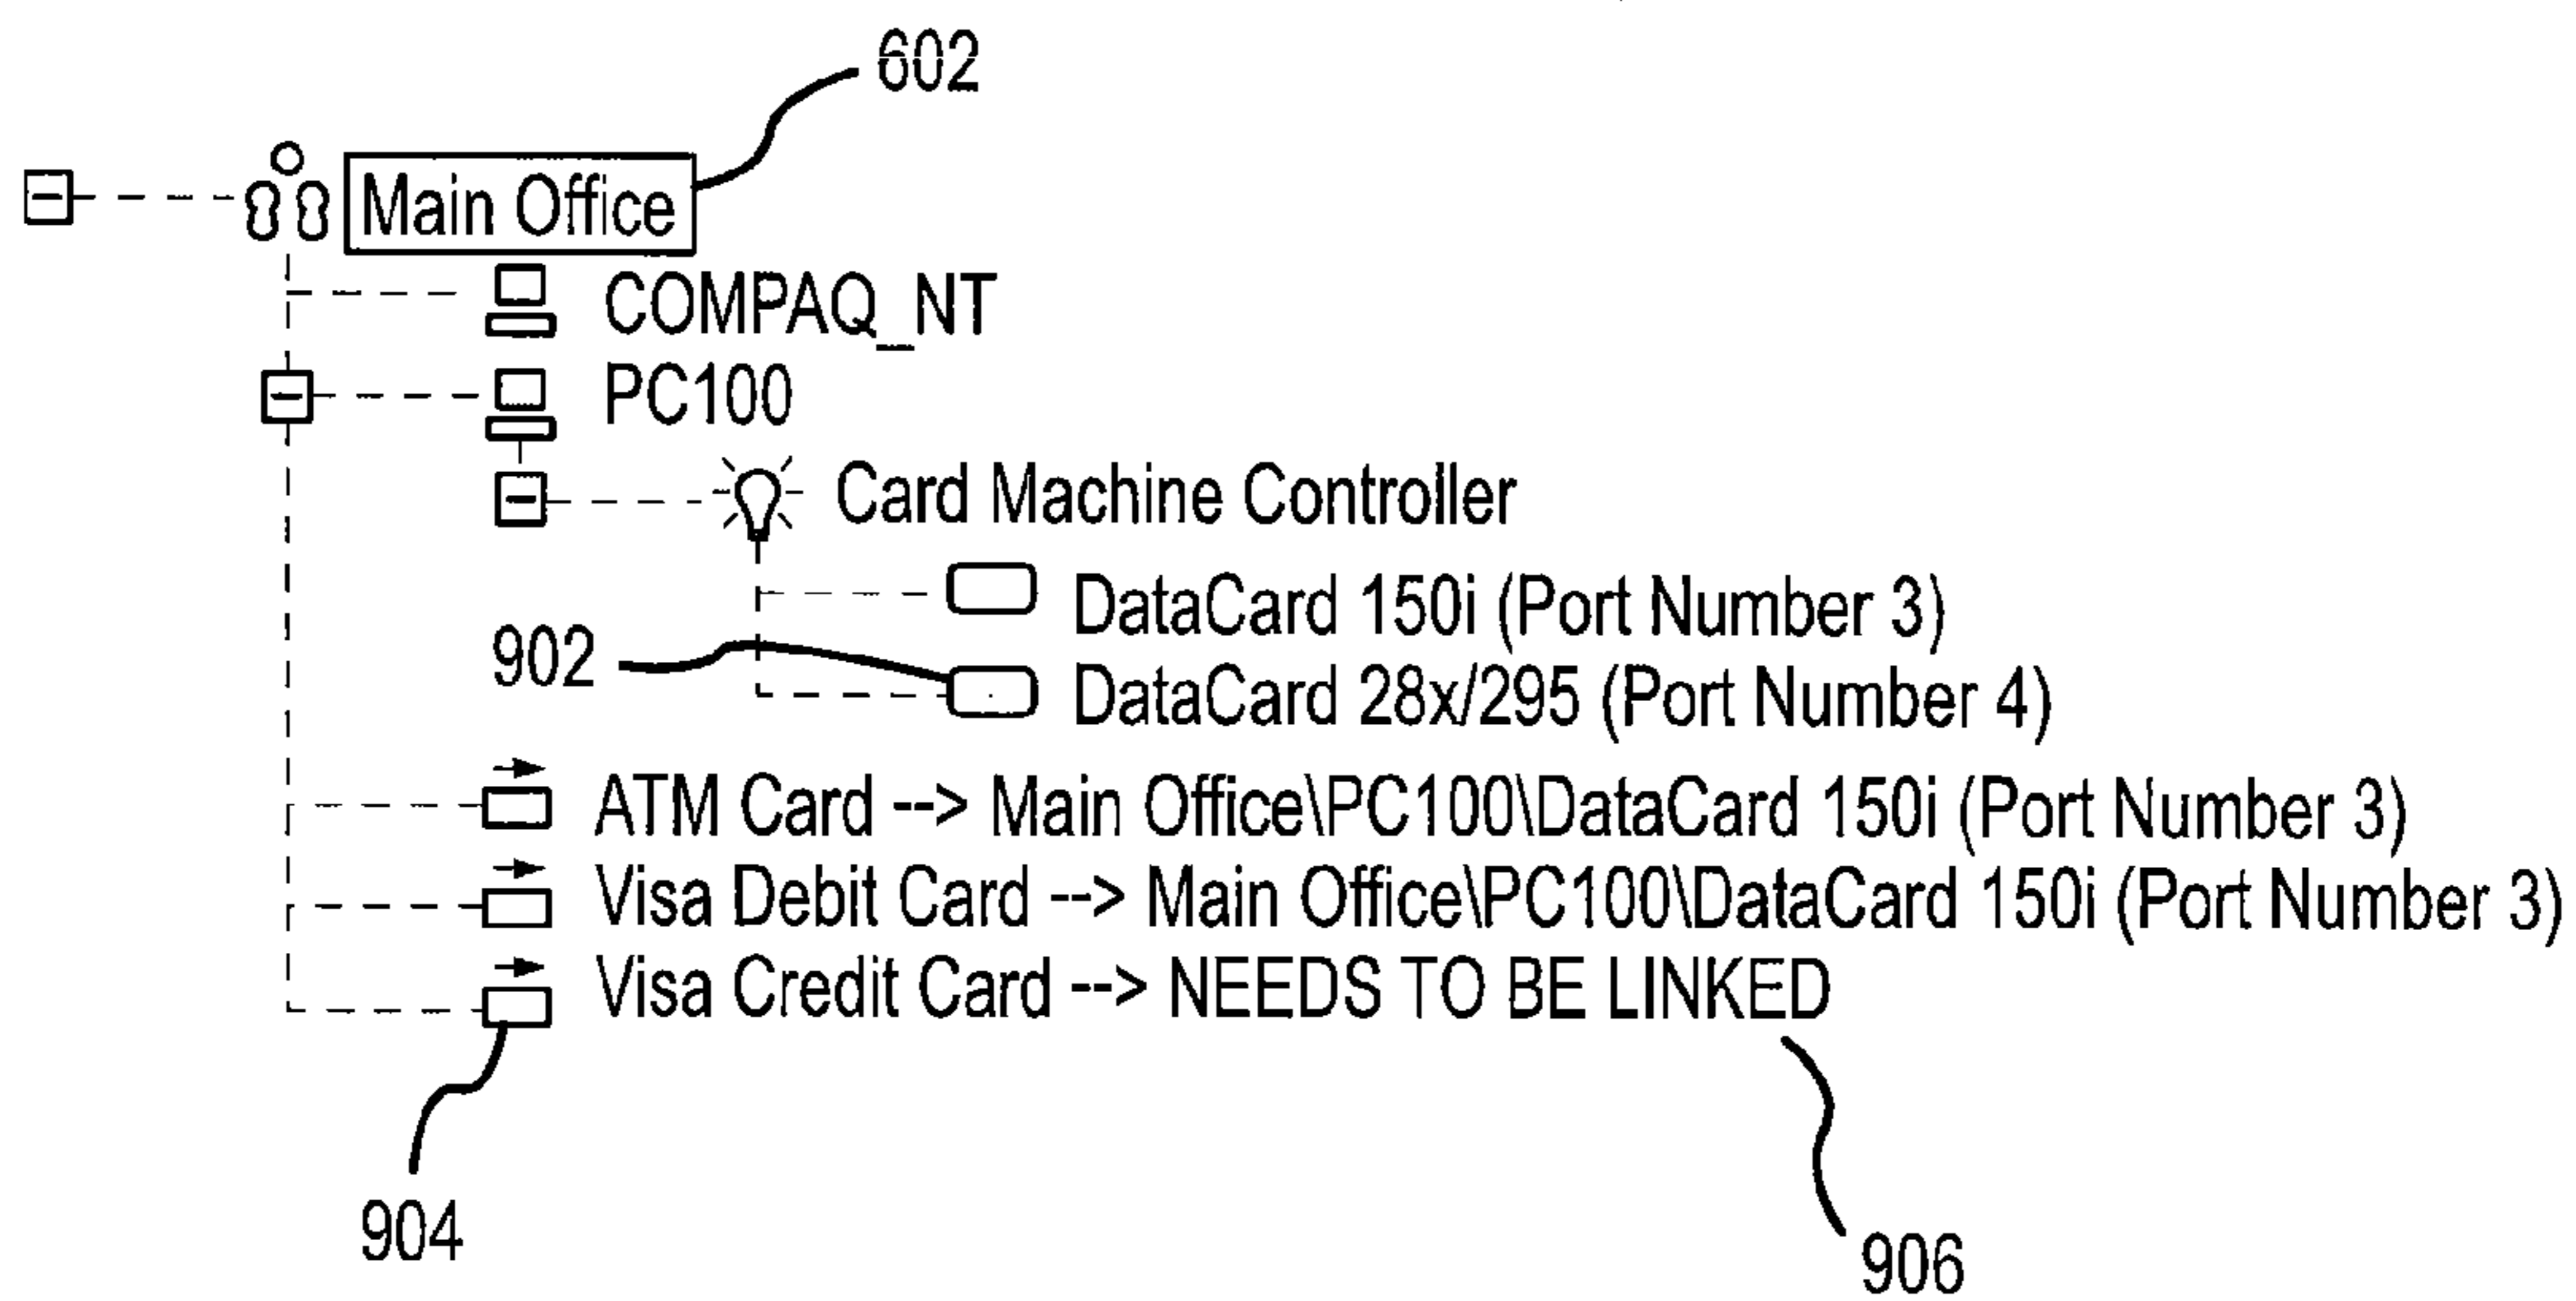 602
Main Office
COMPAQ_NT
PC100
Card Machine Controller
DataCard 150i (Port Number 3)
902
DataCard 28x/295 (Port Number 4)
ATM Card --> Main Office\PC100\DataCard 150i (Port Number 3)
Visa Debit Card --> Main Office\PC100\DataCard 150i (Port Number 3)
Visa Credit Card --> NEEDS TO BE LINKED
904
906